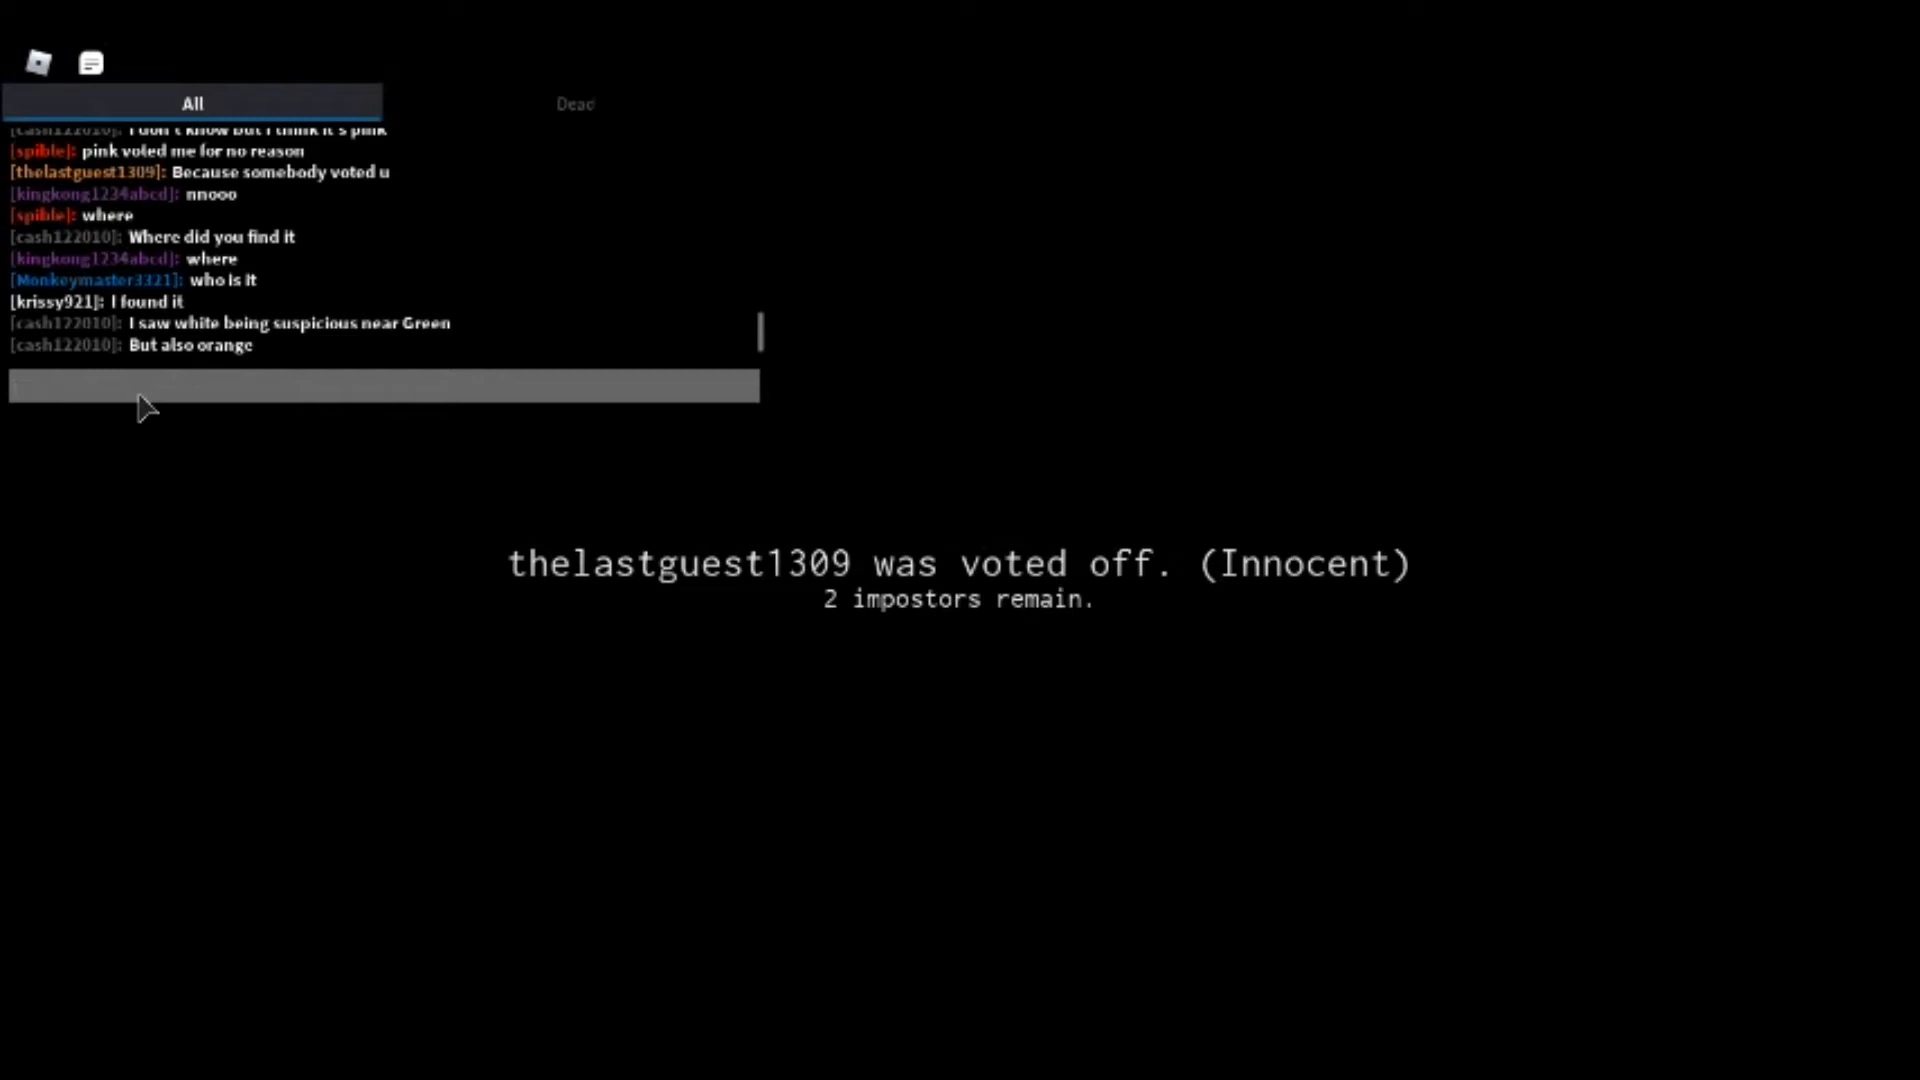 All
Dead
[cash122010]: I don't know but I think it's pink
[spible]: pink voted me for no reason
[thelastguest1309]: Because somebody voted u
[kingkong1234abcd]: nnooo
[spible]: where
[cash122010]: Where did you find it
[kingkong1234abcd]: where
[Monkeymaster3321]: who is it
[krissy921]: I found it
[cash122010]: I saw white being suspicious near Green
[cash122010]: But also orange
thelastguest1309 was voted off. (Innocent)
2 impostors remain.